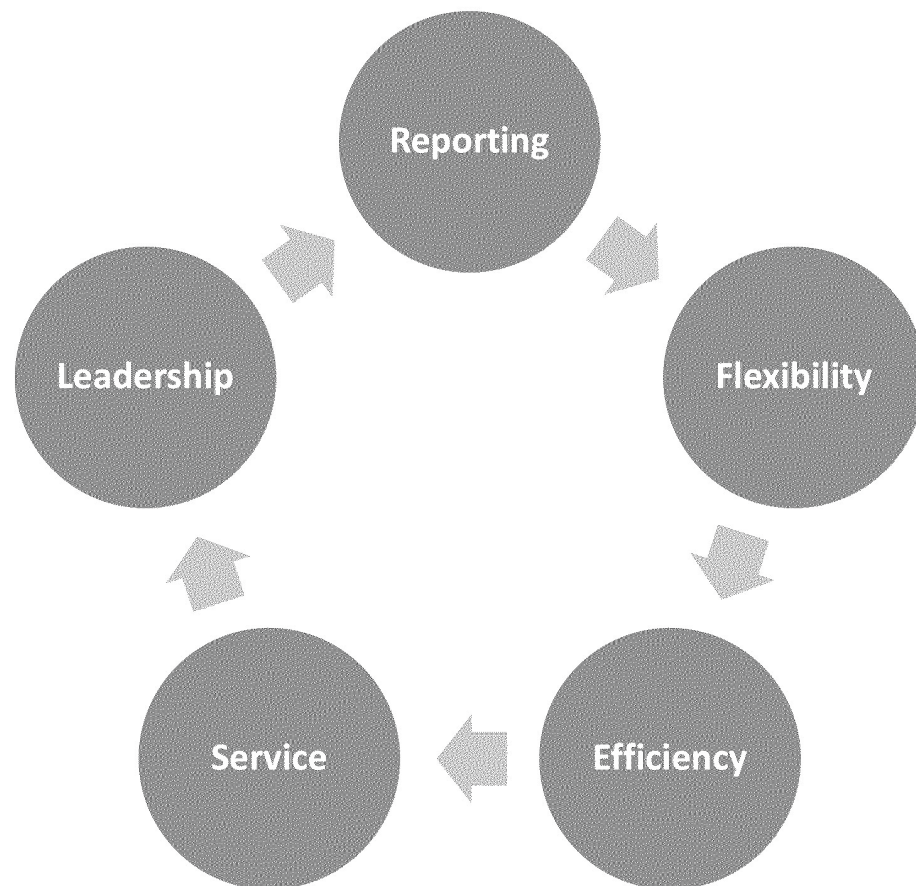 Reporting
Flexibility
Efficiency
Service
Leadership